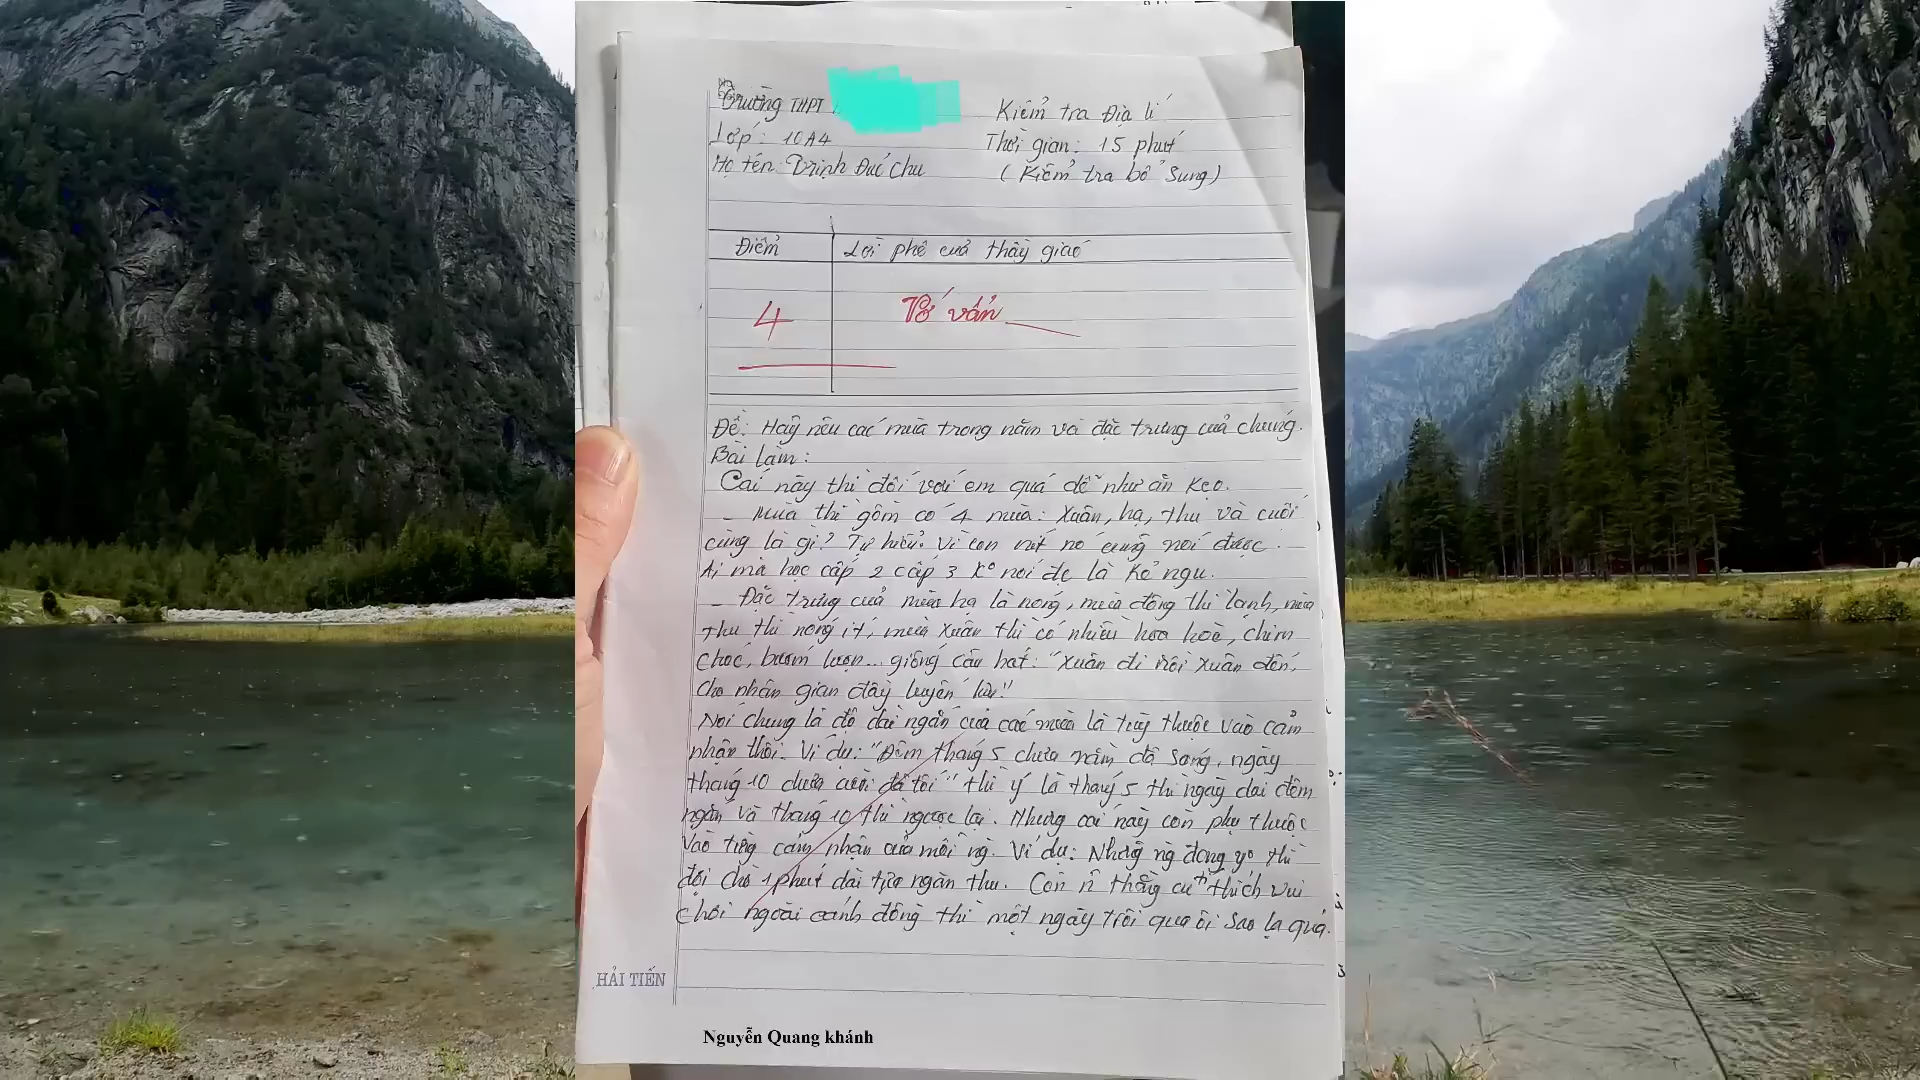 Trường THPT
Kiểm tra Địa lí
Lớp: 10A4
Thời gian: 15 phút
Họ tên Trịnh Đức Chu
(Kiểm tra bổ sung)
Điểm
Lời phê của thầy giáo
4
Tố vấn
Đề: Hãy nêu các mùa trong năm và đặc trưng của chúng.
Bài làm:
Cái này thì đối với em quá dễ như ăn kẹo.
- Mùa thì gồm có 4 mùa: Xuân, hạ, thu và cuối
cùng là gì? Tự hiểu. Vì con nít nó cũng nói được.
Ai mà học cấp 2 cấp 3 ko nói đc là kẻ ngu.
- Đặc trưng của mùa hạ là nóng, mùa đông thì lạnh, mùa
thu thì nóng ít, mùa xuân thì có nhiều hoa hoè, chim
chóc, bướm lượn... giống câu hát: "Xuân đi rồi xuân đến,
cho nhân gian đầy luyến lưu"
Nói chung là độ dài ngắn của các mùa là tuỳ thuộc vào cảm
nhận thôi. Ví dụ: "Đêm tháng 5 chưa nằm đã sáng, ngày
tháng 10 chưa cười đã tối" thì ý là tháng 5 thì ngày dài đêm
ngắn và tháng 10 thì ngược lại. Nhưng cái này còn phụ thuộc
vào từng cảm nhận của mỗi ng. Ví dụ: Những ng đang yo thì
đợi chờ 1 phút dài tựa ngàn thu. Còn n thằng cu thích vui
chơi ngoài cánh đồng thì một ngày trôi qua ôi sao lạ quá.
HẢI TIẾN
Nguyễn Quang khánh